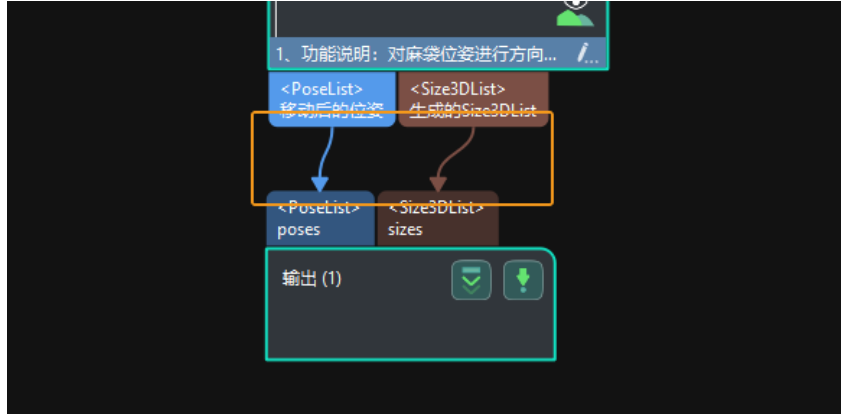 1、功能说明：对麻袋位姿进行方向...
<PoseList>
移动后的位姿
<Size3DList>
生成的Size3DList
<PoseList>
poses
<Size3DList>
sizes
输出 (1)